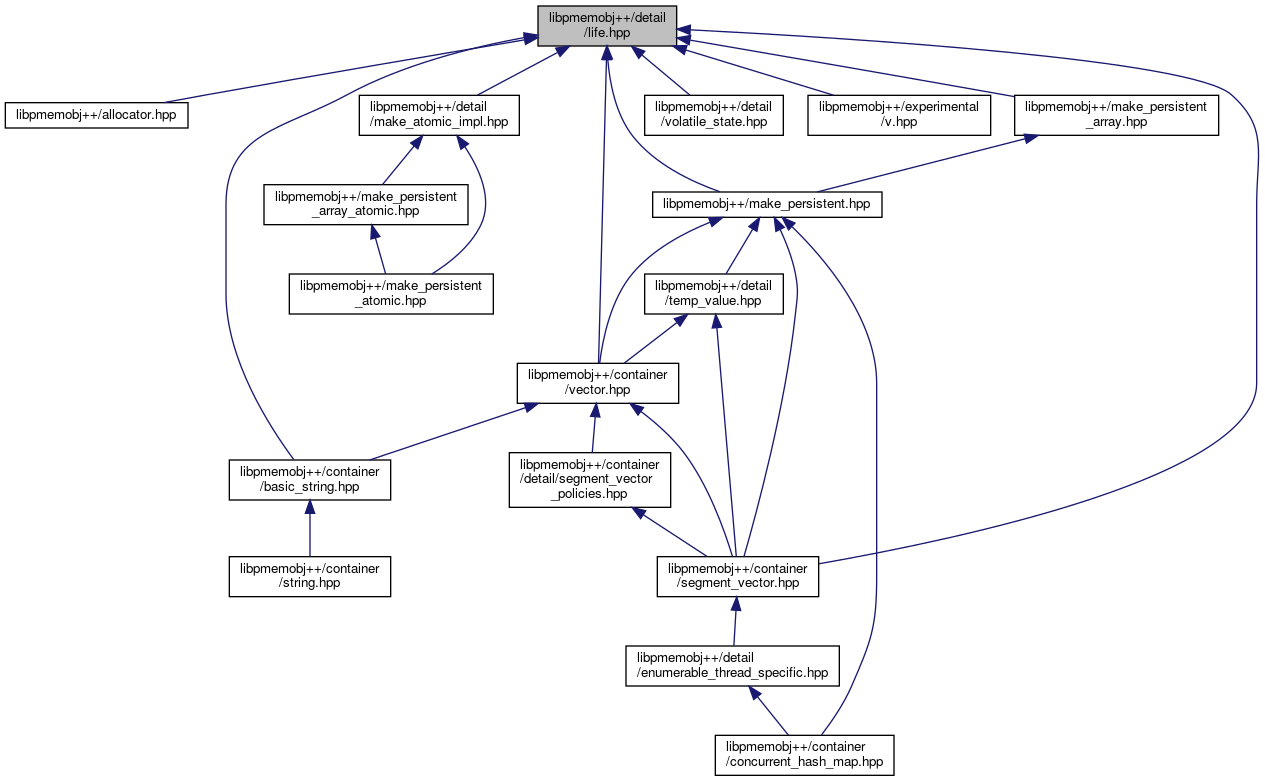 libpmemobj++/detail
/life.hpp
libpmemobj++/allocator.hpp
libpmemobj++/detail
/make_atomic_impl.hpp
libpmemobj++/detail
/volatile_state.hpp
libpmemobj++/experimental
/v.hpp
libpmemobj++/make_persistent
_array.hpp
libpmemobj++/make_persistent
_array_atomic.hpp
libpmemobj++/make_persistent.hpp
libpmemobj++/make_persistent
_atomic.hpp
libpmemobj++/detail
/temp_value.hpp
libpmemobj++/container
/vector.hpp
libpmemobj++/container
/basic_string.hpp
libpmemobj++/container
/detail/segment_vector
_policies.hpp
libpmemobj++/container
/string.hpp
libpmemobj++/container
/segment_vector.hpp
libpmemobj++/detail
/enumerable_thread_specific.hpp
libpmemobj++/container
/concurrent_hash_map.hpp